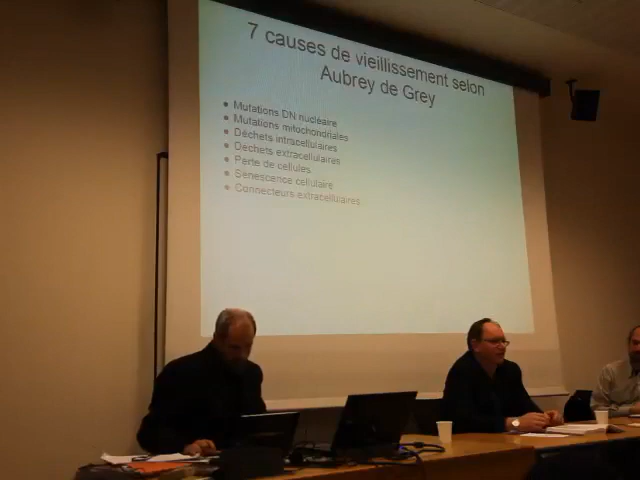 7 causes de vieillissement selon
Aubrey de Grey
• Mutations DN nucléaire
• Mutations mitochondriales
• Déchets intracellulaires
• Déchets extracellulaires
• Perte de cellules
• Sénescence cellulaire
• Connecteurs extracellulaires